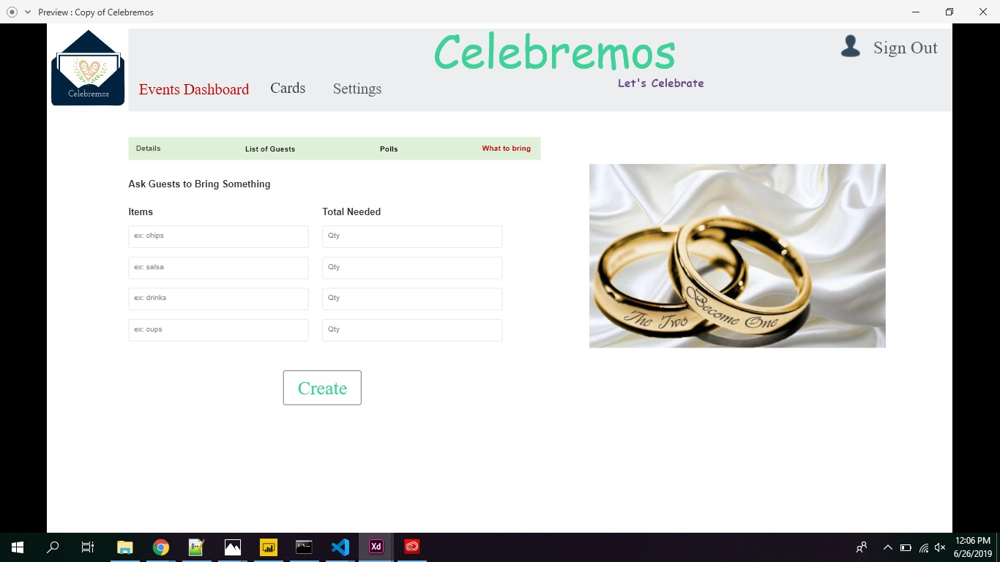 Preview : Copy of Celebremos
Celebremos
Celebremos
Let's Celebrate
Sign Out
Events Dashboard Cards Settings
Details List of Guests Polls What to bring
Ask Guests to Bring Something
Items Total Needed
ex: chips Qty
ex: salsa Qty
ex: drinks Qty
ex: cups Qty
The Two Become One
Create
Xd
12:06 PM
6/26/2019